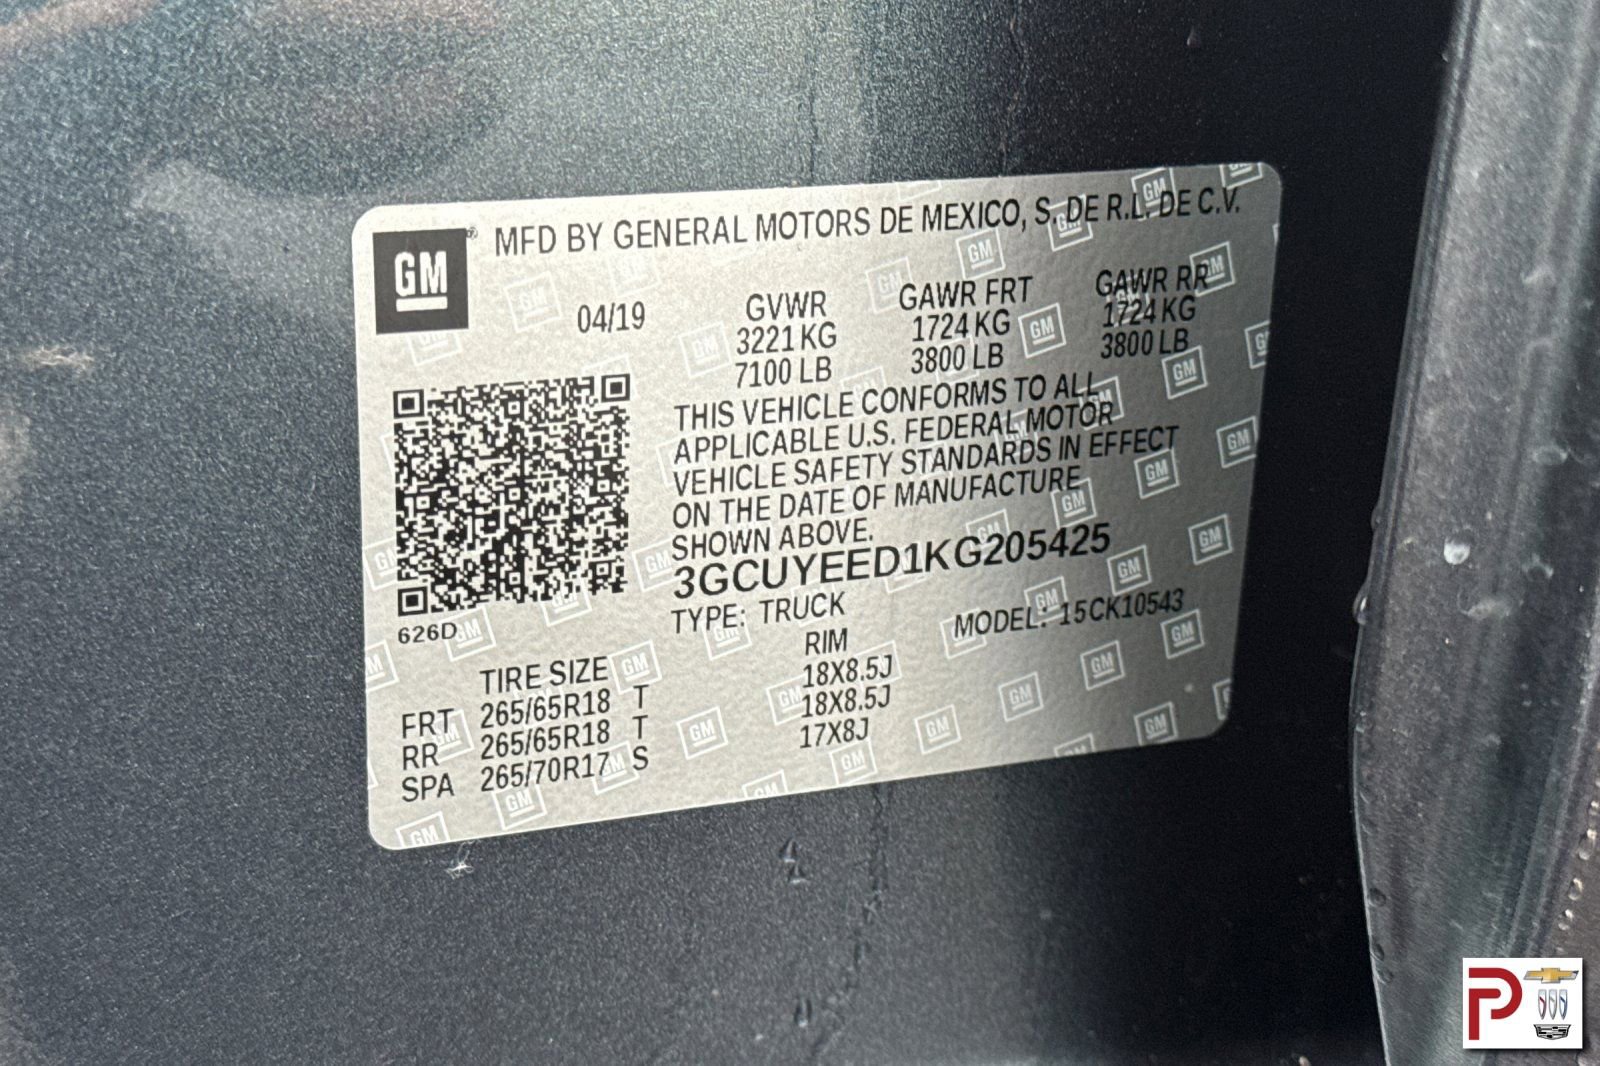 GM
MFD BY GENERAL MOTORS DE MEXICO, S. DE R.L. DE C.V.
04/19
GVWR GAWR FRT GAWR RR
3221 KG 1724 KG 1724 KG
7100 LB 3800 LB 3800 LB
THIS VEHICLE CONFORMS TO ALL
APPLICABLE U.S. FEDERAL MOTOR
VEHICLE SAFETY STANDARDS IN EFFECT
ON THE DATE OF MANUFACTURE
SHOWN ABOVE.
3GCUYEED1KG205425
TYPE: TRUCK MODEL: 15CK10543
626D
TIRE SIZE RIM
FRT 265/65R18 T 18X8.5J
RR 265/65R18 T 18X8.5J
SPA 265/70R17 S 17X8J
P